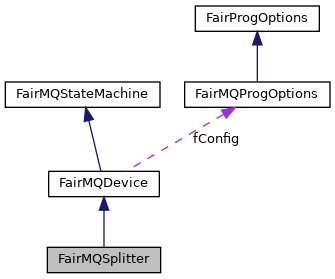 FairProgOptions
FairMQStateMachine
FairMQProgOptions
fConfig
FairMQDevice
FairMQSplitter